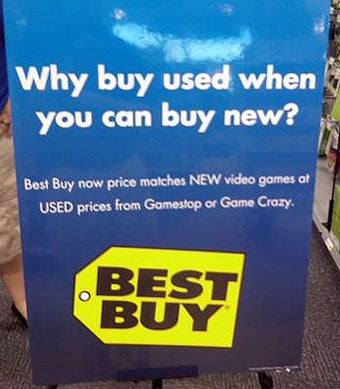 Why buy used when
you can buy new?
Best Buy now price matches NEW video games at
USED prices from Gamestop or Game Crazy.
BEST
BUY